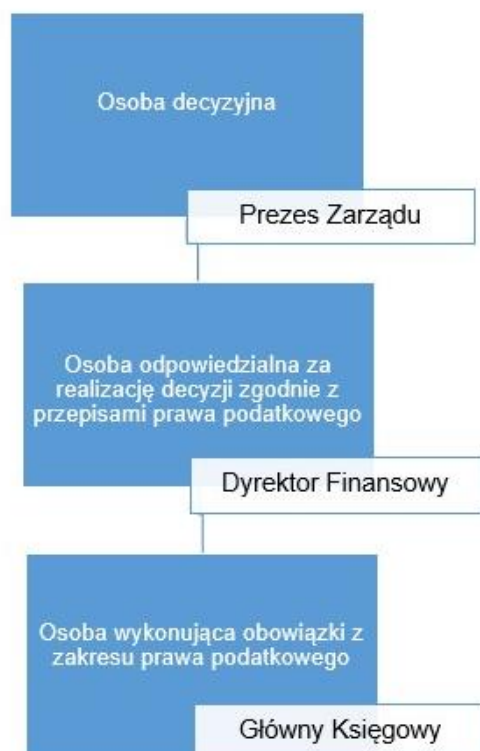 Osoba decyzyjna
Prezes Zarządu
Osoba odpowiedzialna za
realizację decyzji zgodnie z
przepisami prawa podatkowego
Dyrektor Finansowy
Osoba wykonująca obowiązki z
zakresu prawa podatkowego
Główny Księgowy